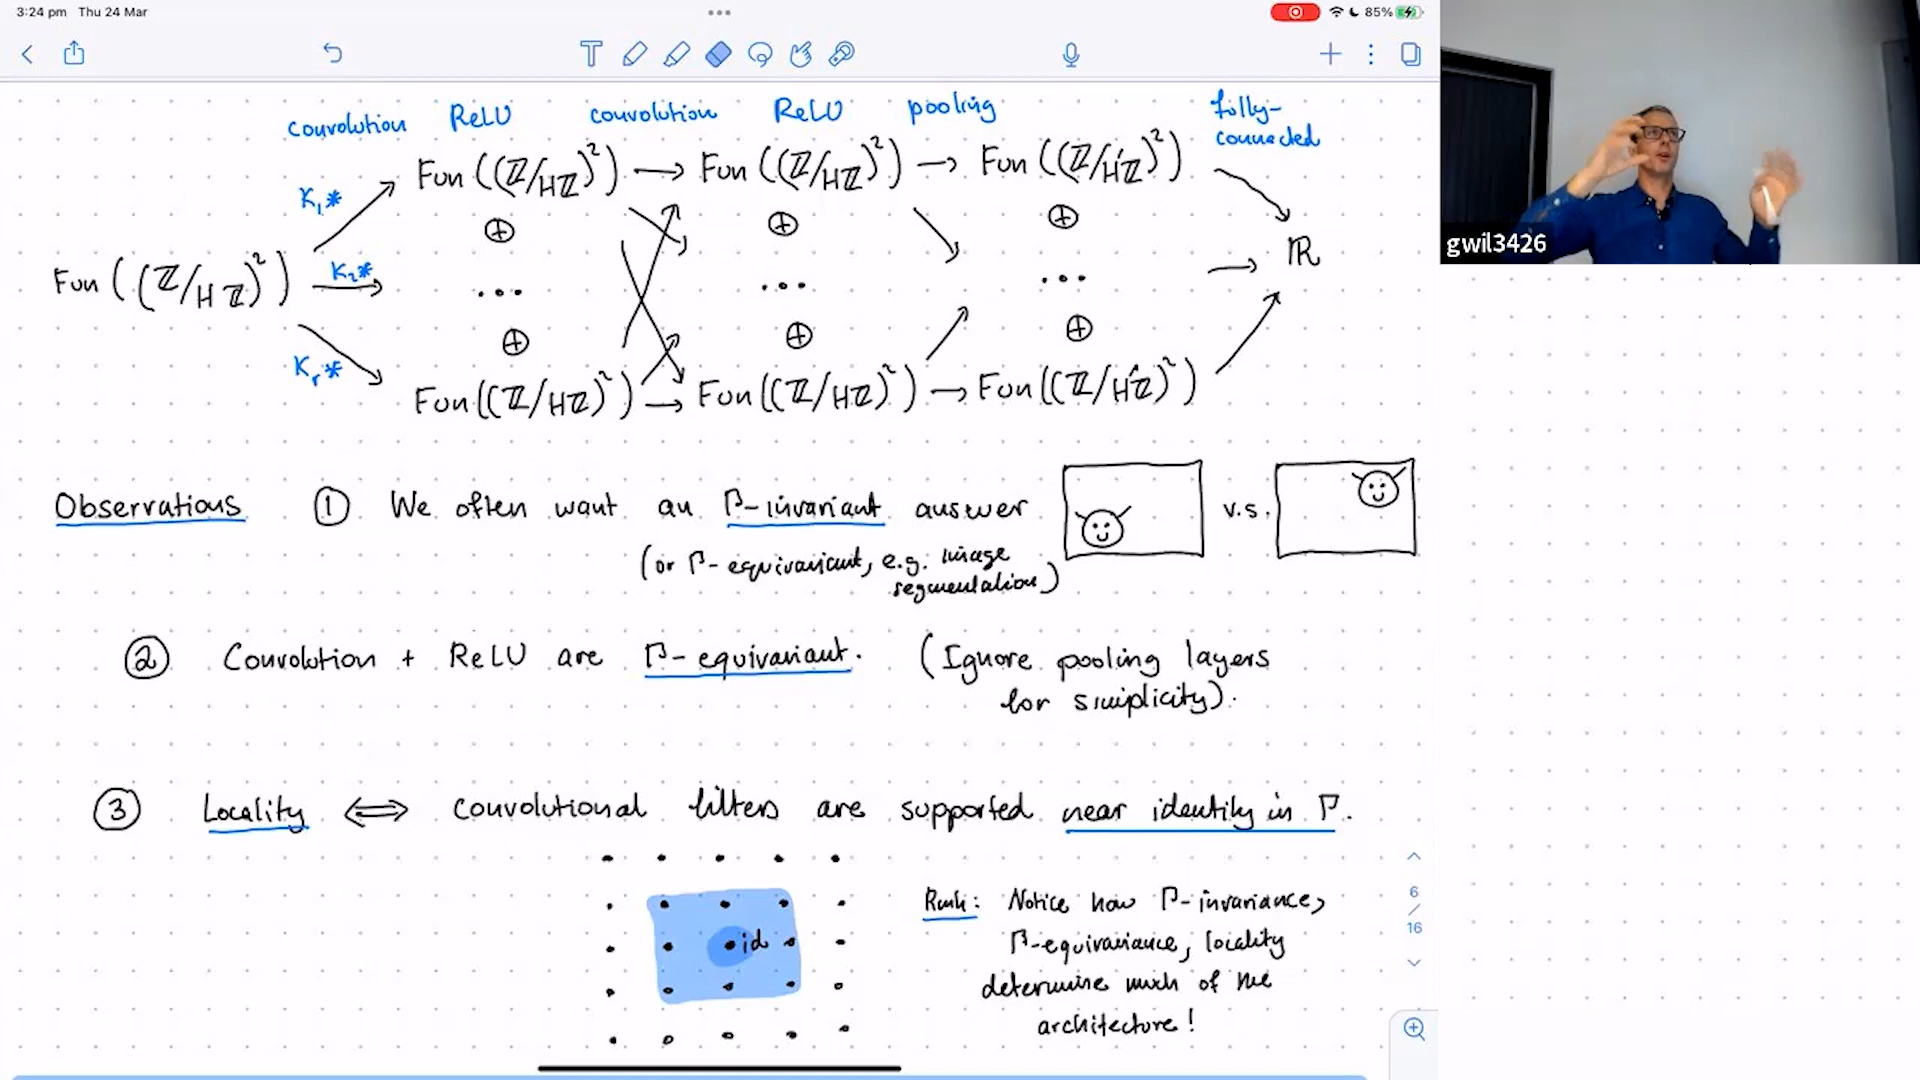 3:24 pm Thu 24 Mar
85%
convolution ReLU convolution ReLU pooling fully-
connected
Fun((ℤ/Hℤ)²) → Fun((ℤ/Hℤ)²) → Fun((ℤ/H'ℤ)²)
K₁*
⊕ ⊕ ⊕
gwil3426
Fun((ℤ/Hℤ)²) K₂* ... ... ... → ℝ
⊕ ⊕ ⊕
Kᵣ*
Fun((ℤ/Hℤ)²) → Fun((ℤ/Hℤ)²) → Fun((ℤ/H'ℤ)²)
Observations ① We often want an Γ-invariant answer v.s.
(or Γ-equivariant, e.g. image
segmentation)
② Convolution + ReLU are Γ-equivariant. (Ignore pooling layers
for simplicity).
③ Locality ⟺ convolutional filters are supported near identity in Γ.
id
Rmk: Notice how Γ-invariance,
Γ-equivariance, locality
determine much of the
architecture!
6
/
16